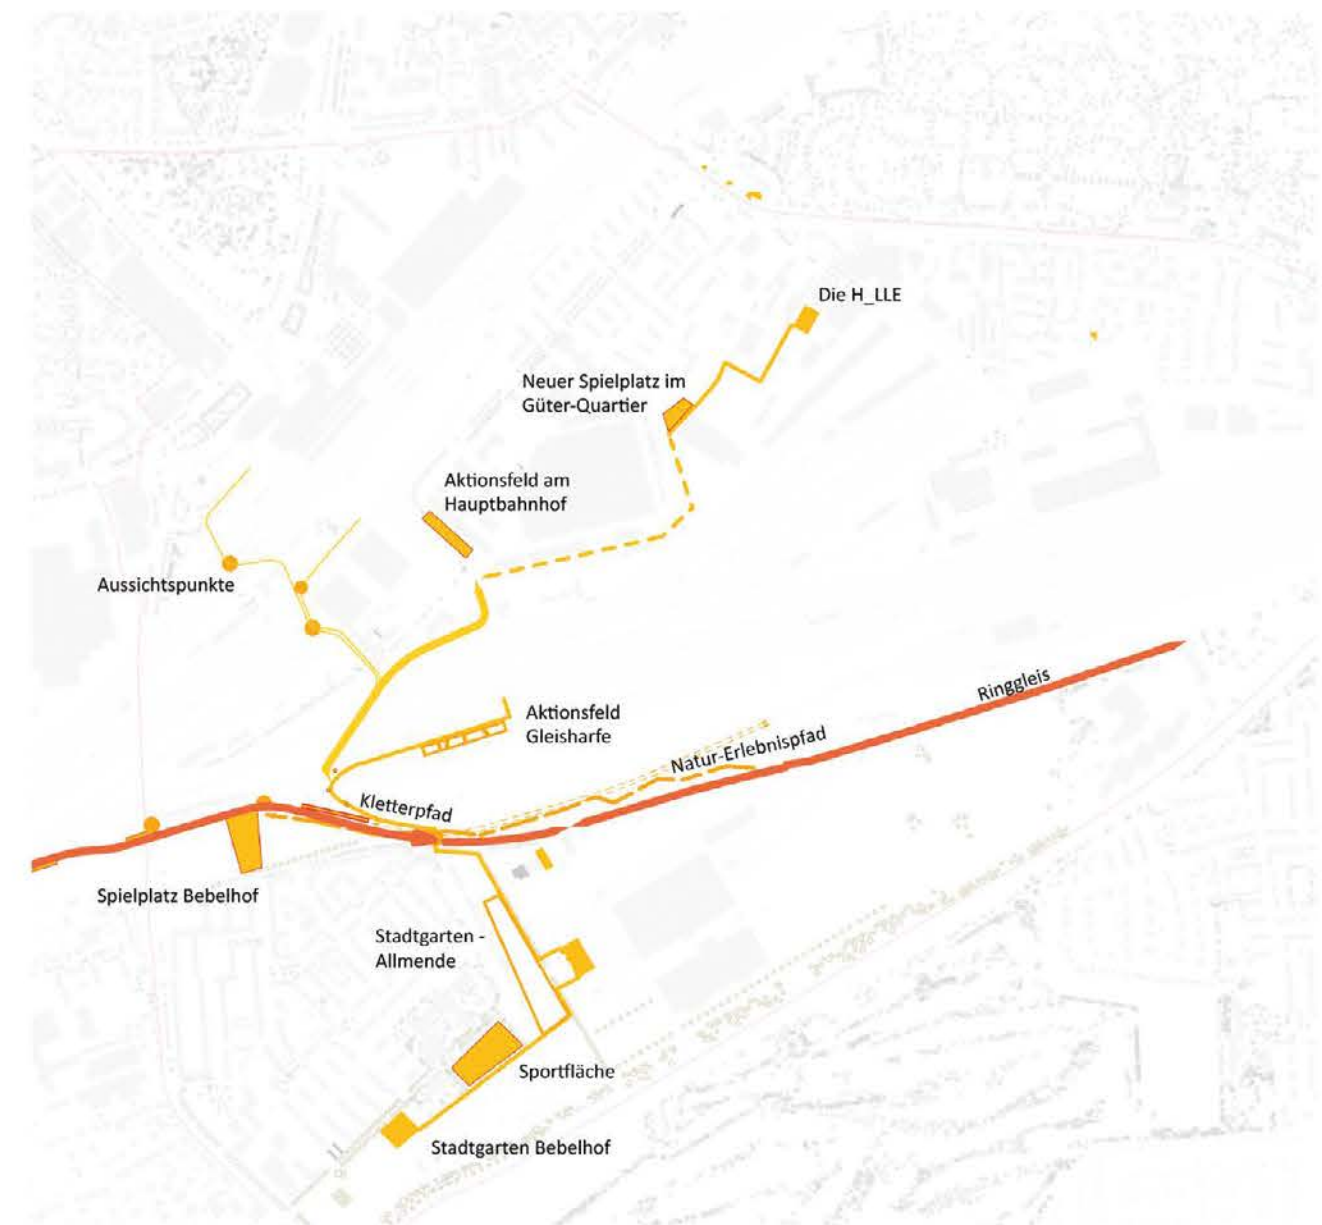 Die H_LLE
Neuer Spielplatz im
Güter-Quartier
Aktionsfeld am
Hauptbahnhof
Aussichtspunkte
Ringgleis
Aktionsfeld
Gleisharfe
Natur-Erlebnispfad
Kletterpfad
Spielplatz Bebelhof
Stadtgarten -
Allmende
Sportfläche
Stadtgarten Bebelhof